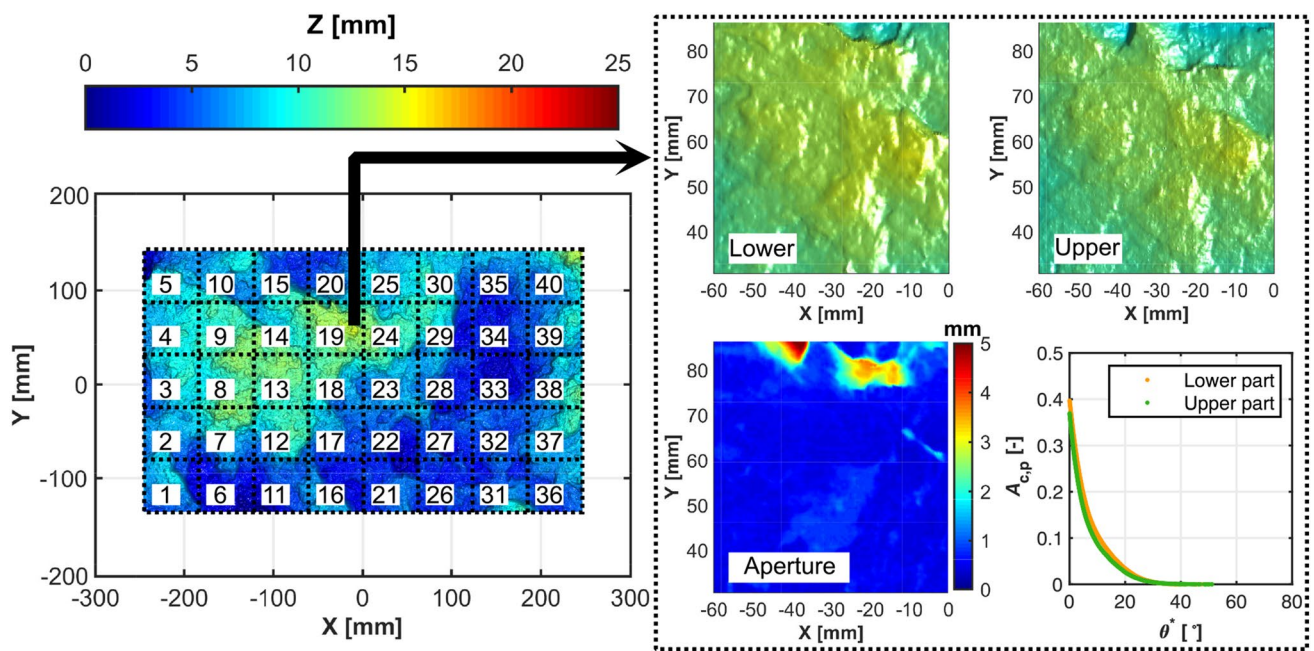 Z [mm]
0 5 10 15 20 25
200
100
0
-100
-200
Y [mm]
5 10 15 20 25 30 35 40
4 9 14 19 24 29 34 39
3 8 13 18 23 28 33 38
2 7 12 17 22 27 32 37
1 6 11 16 21 26 31 36
-300 -200 -100 0 100 200 300
X [mm]
80
70
60
50
40
Y [mm]
Lower
-60 -50 -40 -30 -20 -10 0
X [mm]
80
70
60
50
40
Y [mm]
Upper
-60 -50 -40 -30 -20 -10 0
X [mm]
80
70
60
50
40
Y [mm]
Aperture
-60 -50 -40 -30 -20 -10 0
X [mm]
mm
5
4
3
2
1
0
0.5
0.4
0.3
0.2
0.1
0
A c,p [-]
Lower part
Upper part
0 20 40 60 80
θ* [ °]